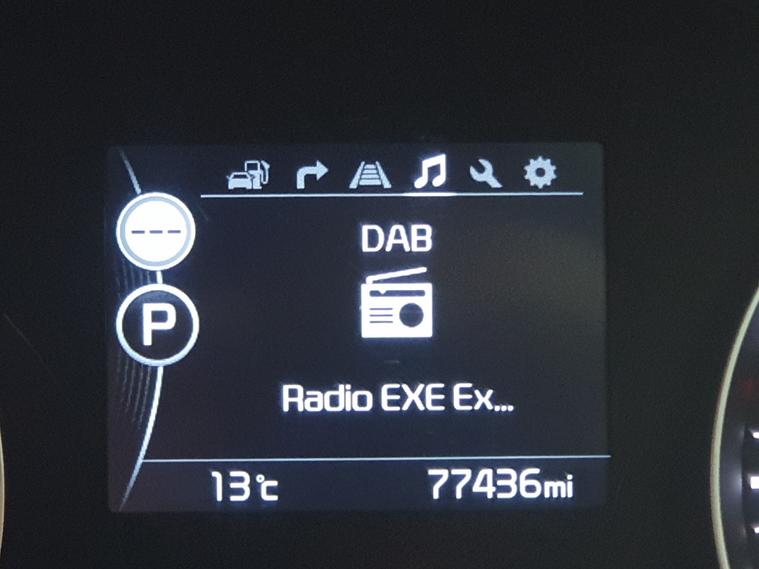 DAB
---
P
Radio EXE Ex...
13°c 77436mi